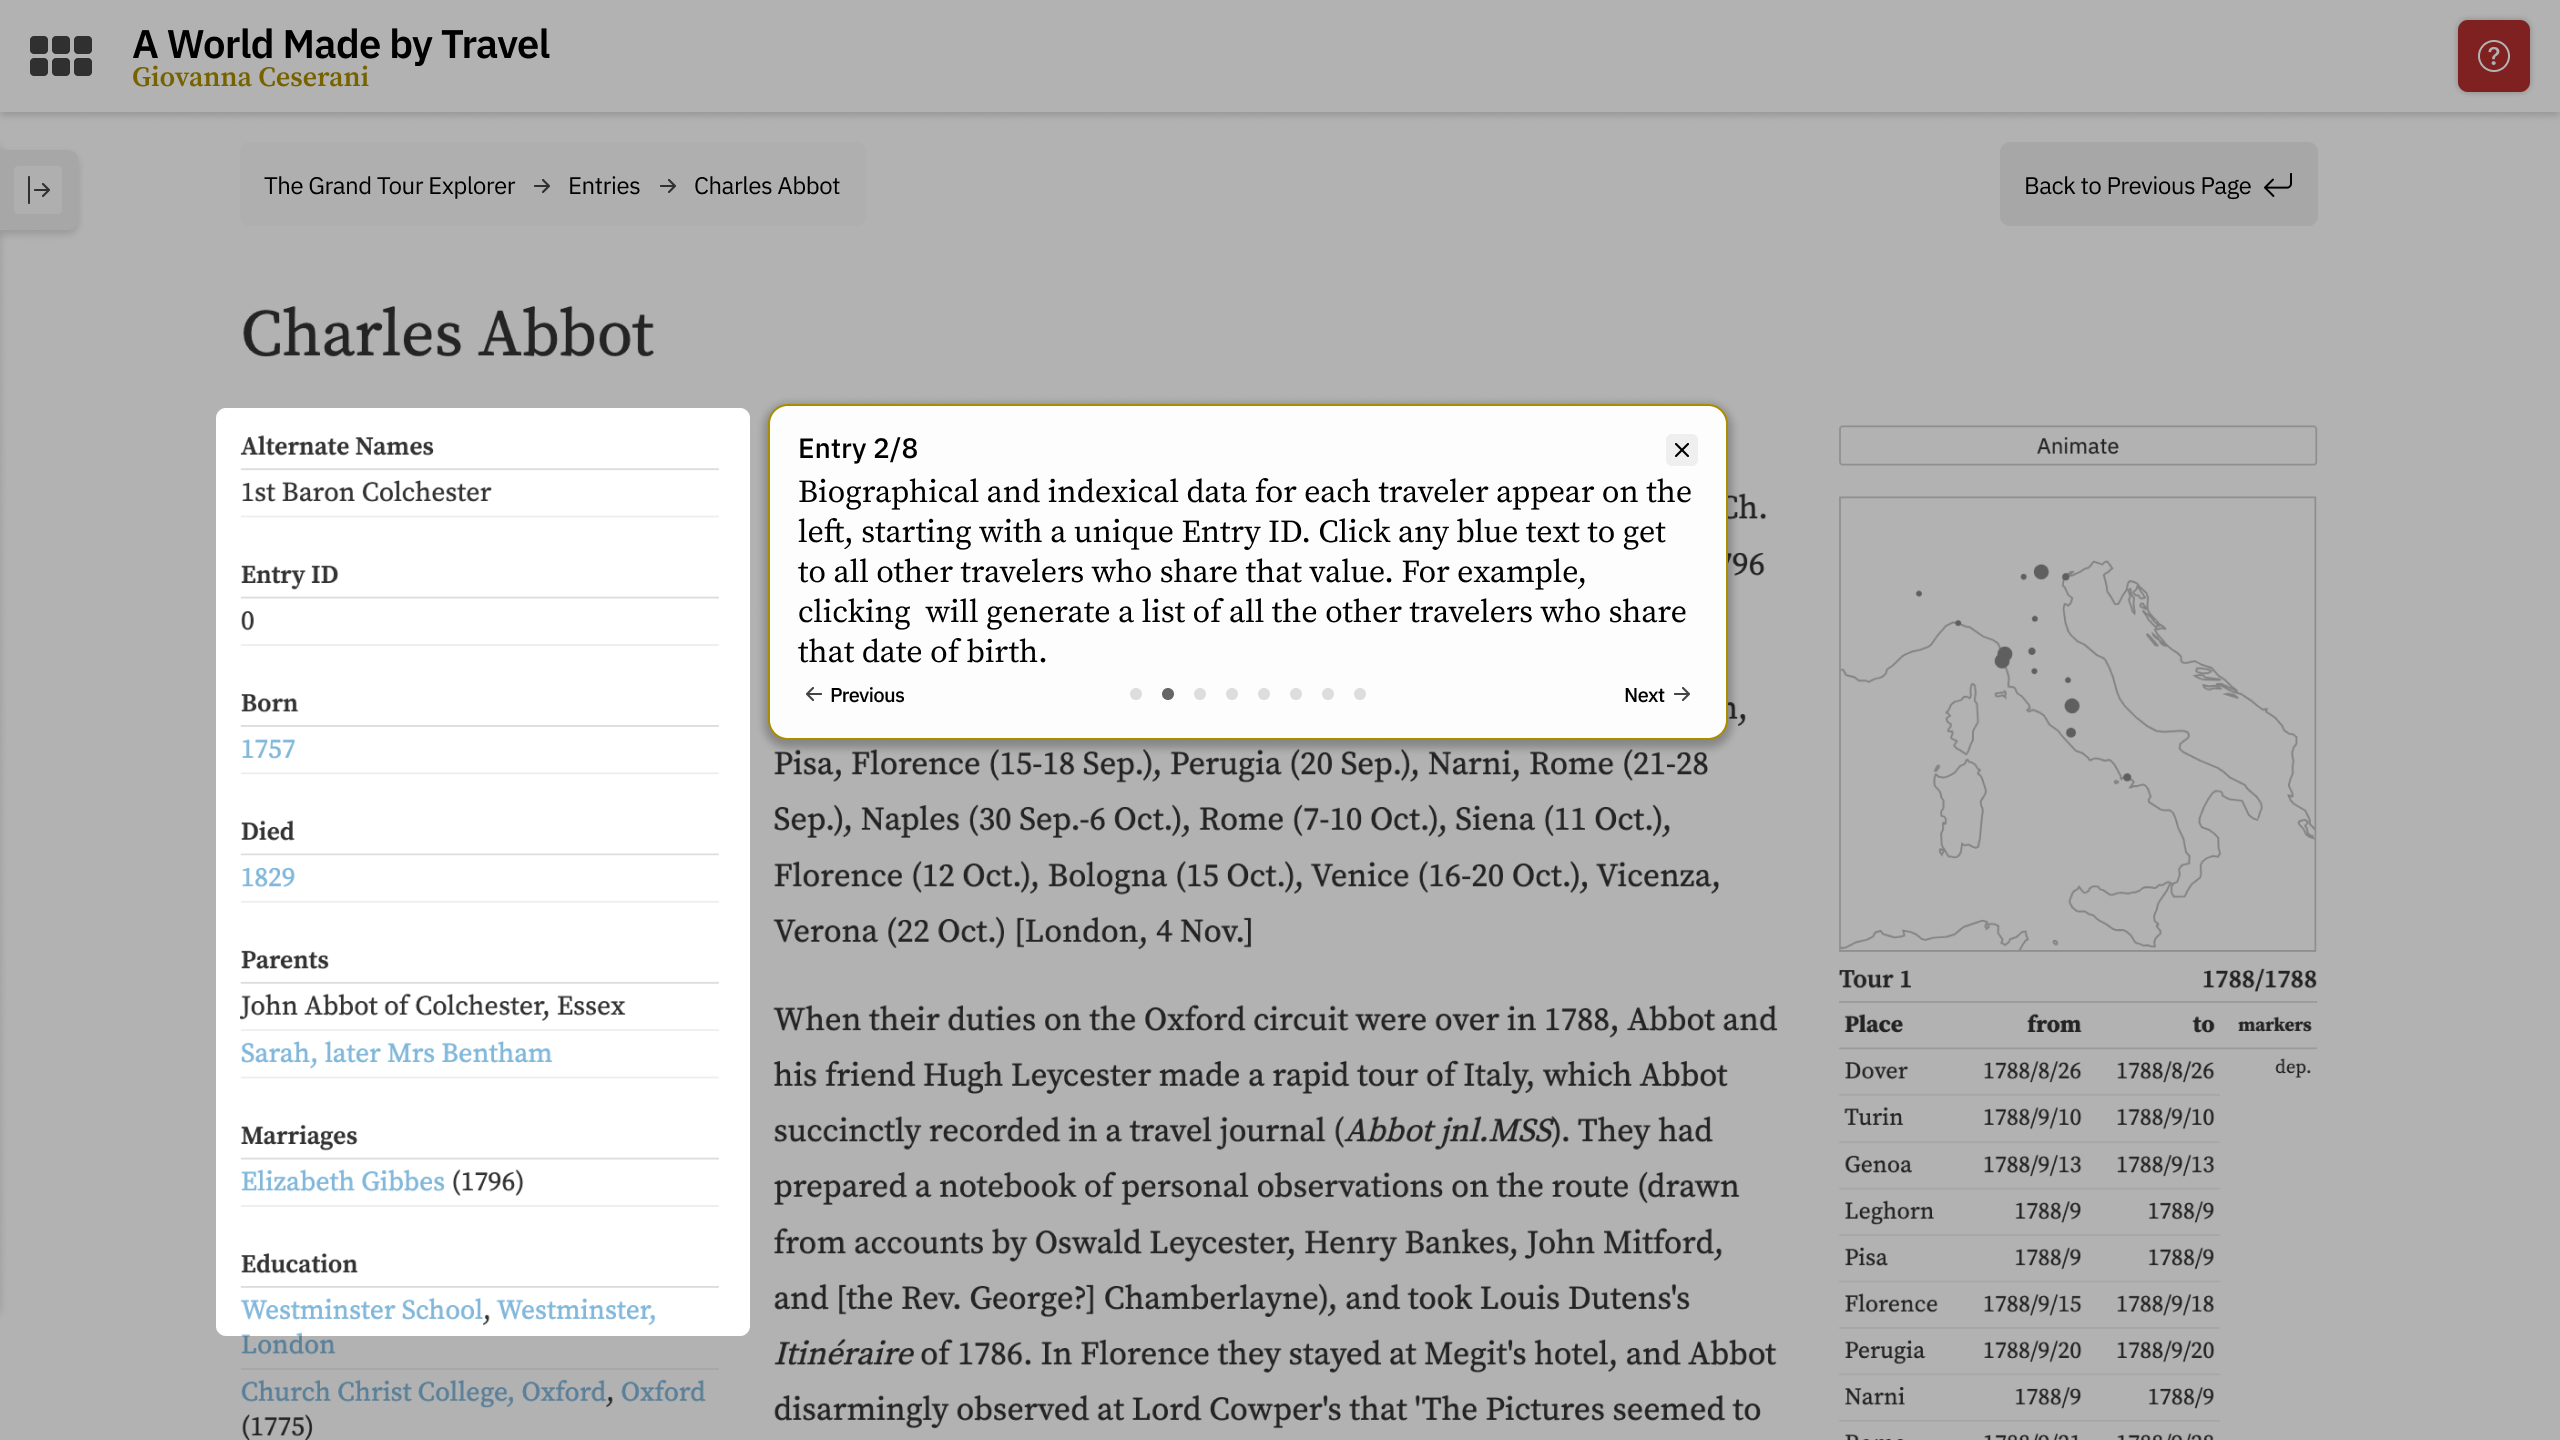 A World Made by Travel
Giovanna Ceserani
The Grand Tour Explorer → Entries → Charles Abbot
Back to Previous Page
Charles Abbot
Alternate Names
1st Baron Colchester
Entry ID
0
Born
1757
Died
1829
Parents
John Abbot of Colchester, Essex
Sarah, later Mrs Bentham
Marriages
Elizabeth Gibbes (1796)
Education
Westminster School, Westminster,
London
Church Christ College, Oxford, Oxford
(1775)
Entry 2/8
Biographical and indexical data for each traveler appear on the
left, starting with a unique Entry ID. Click any blue text to get
to all other travelers who share that value. For example,
clicking  will generate a list of all the other travelers who share
that date of birth.
← Previous
Next →
Ch.
Pisa, Florence (15-18 Sep.), Perugia (20 Sep.), Narni, Rome (21-28
Sep.), Naples (30 Sep.-6 Oct.), Rome (7-10 Oct.), Siena (11 Oct.),
Florence (12 Oct.), Bologna (15 Oct.), Venice (16-20 Oct.), Vicenza,
Verona (22 Oct.) [London, 4 Nov.]
When their duties on the Oxford circuit were over in 1788, Abbot and
his friend Hugh Leycester made a rapid tour of Italy, which Abbot
succinctly recorded in a travel journal (Abbot jnl.MSS). They had
prepared a notebook of personal observations on the route (drawn
from accounts by Oswald Leycester, Henry Bankes, John Mitford,
and [the Rev. George?] Chamberlayne), and took Louis Dutens's
Itinéraire of 1786. In Florence they stayed at Megit's hotel, and Abbot
disarmingly observed at Lord Cowper's that 'The Pictures seemed to
Animate
Tour 1 1788/1788
Place from to markers
Dover 1788/8/26 1788/8/26 dep.
Turin 1788/9/10 1788/9/10
Genoa 1788/9/13 1788/9/13
Leghorn 1788/9 1788/9
Pisa 1788/9 1788/9
Florence 1788/9/15 1788/9/18
Perugia 1788/9/20 1788/9/20
Narni 1788/9 1788/9